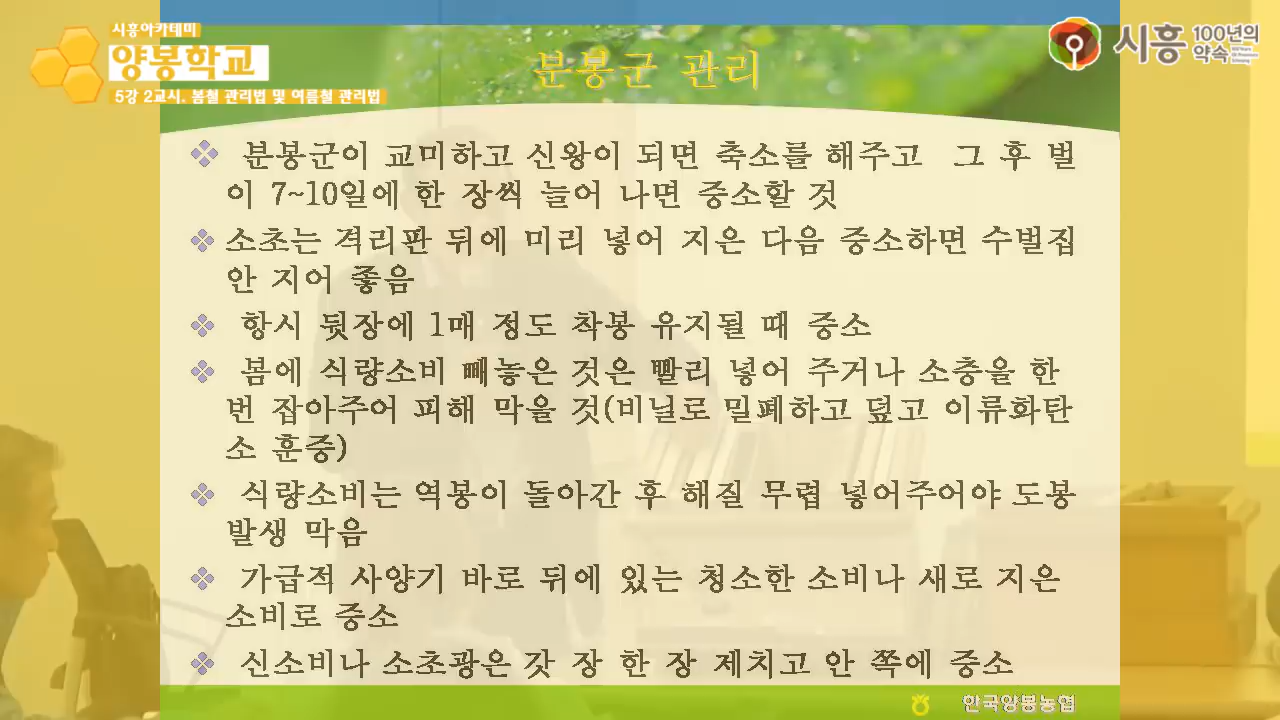 시흥아카데미
양봉학교
5강 2교시. 봄철 관리법 및 여름철 관리법
분봉군 관리
시흥 100년의 약속
분봉군이 교미하고 신왕이 되면 축소를 해주고 그 후 벌
이 7~10일에 한 장씩 늘어 나면 증소할 것
소초는 격리판 뒤에 미리 넣어 지은 다음 증소하면 수벌집
안 지어 좋음
항시 뒷장에 1매 정도 착봉 유지될 때 증소
봄에 식량소비 빼놓은 것은 빨리 넣어 주거나 소충을 한
번 잡아주어 피해 막을 것(비닐로 밀폐하고 덮고 이류화탄
소 훈증)
식량소비는 역봉이 돌아간 후 해질 무렵 넣어주어야 도봉
발생 막음
가급적 사양기 바로 뒤에 있는 청소한 소비나 새로 지은
소비로 증소
신소비나 소초광은 갓 장 한 장 제치고 안 쪽에 증소
한국양봉농협